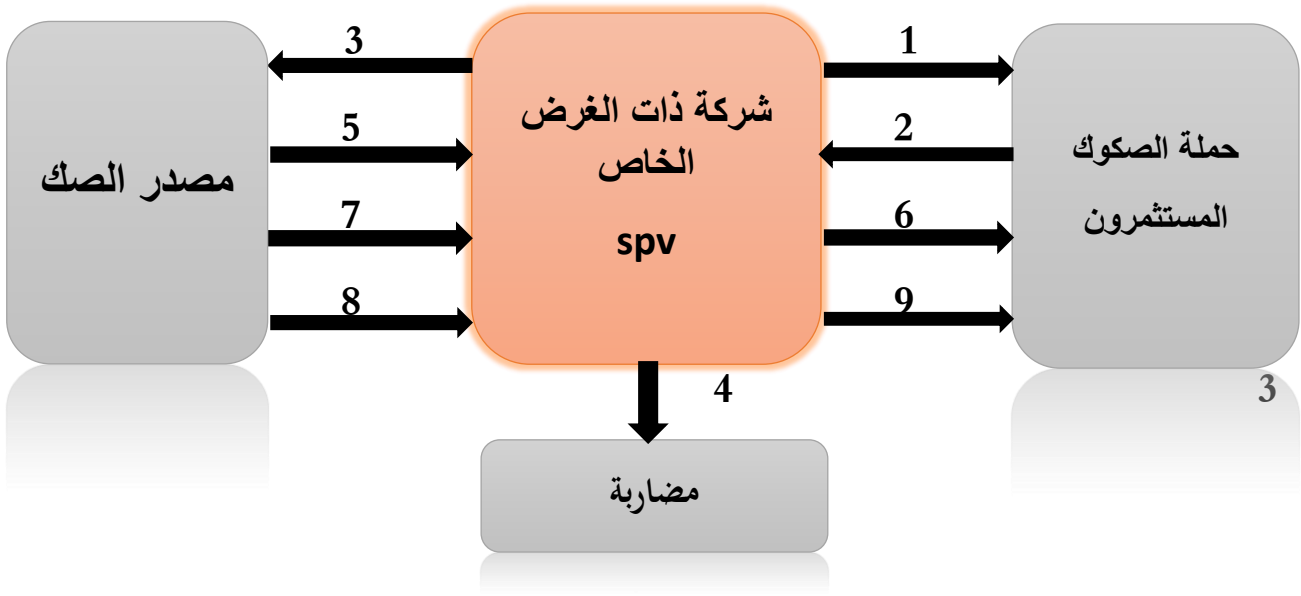 1
3
شركة ذات الغرض
الخاص
spv
2
5
حملة الصكوك
المستثمرون
مصدر الصك
6
7
9
8
4
3
مضاربة